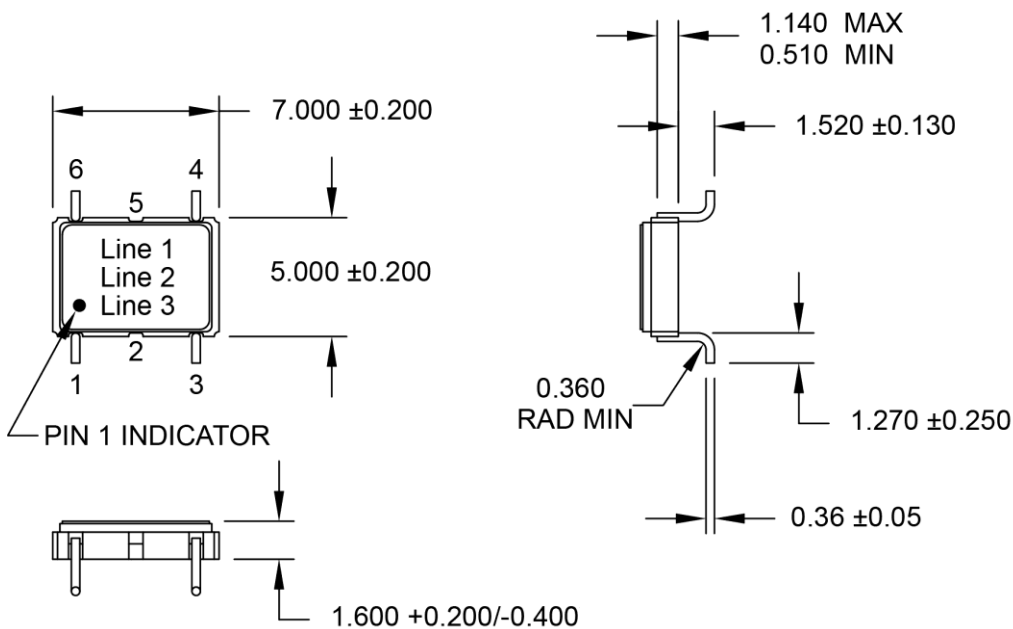 1.140 MAX
0.510 MIN
7.000 ±0.200
1.520 ±0.130
6
4
5
Line 1
Line 2
Line 3
5.000 ±0.200
2
1
3
0.360
RAD MIN
1.270 ±0.250
PIN 1 INDICATOR
0.36 ±0.05
1.600 +0.200/-0.400